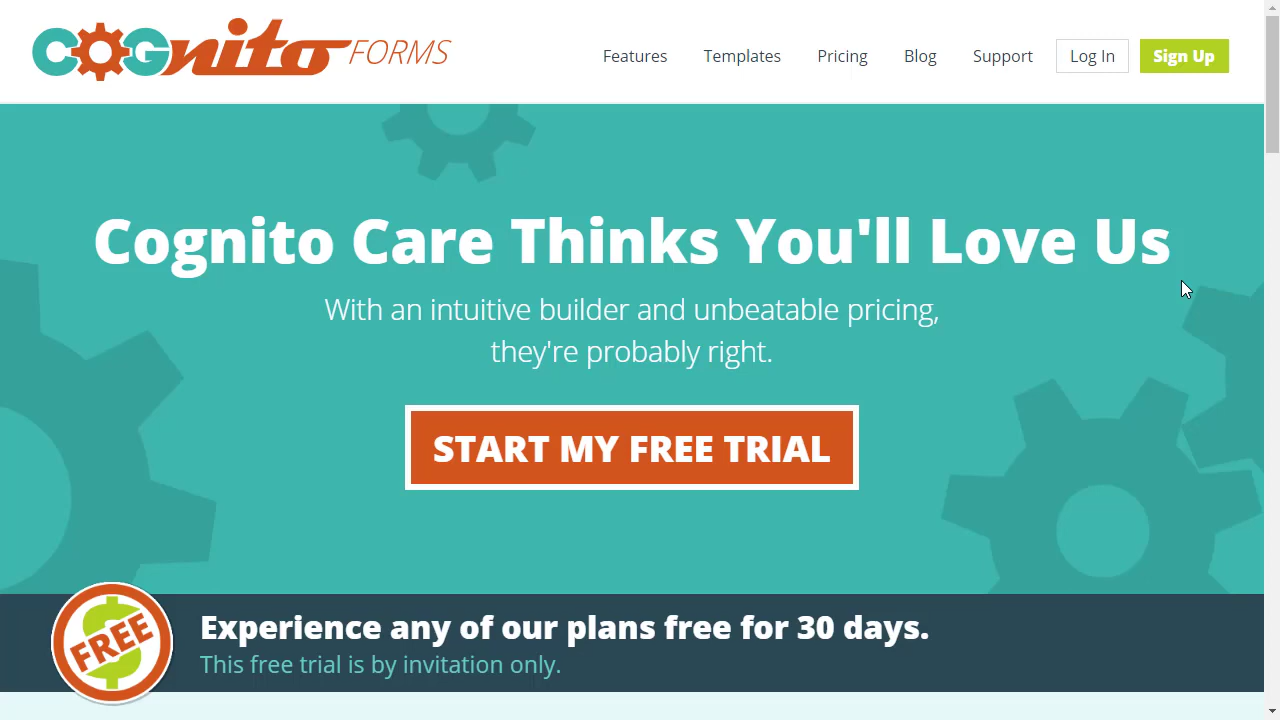 COGnito FORMS
Features Templates Pricing Blog Support Log In Sign Up
Cognito Care Thinks You'll Love Us
With an intuitive builder and unbeatable pricing,
they're probably right.
START MY FREE TRIAL
FREE
Experience any of our plans free for 30 days.
This free trial is by invitation only.